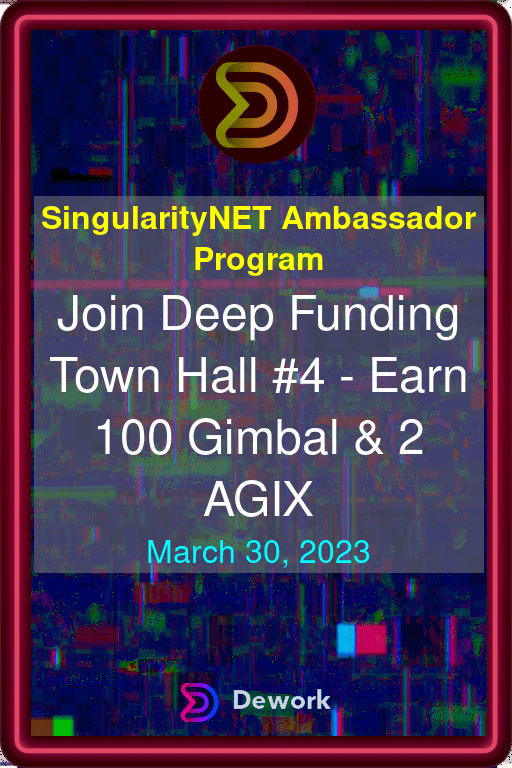 SingularityNET Ambassador
Program
Join Deep Funding
Town Hall #4 - Earn
100 Gimbal & 2
AGIX
March 30, 2023
Dework